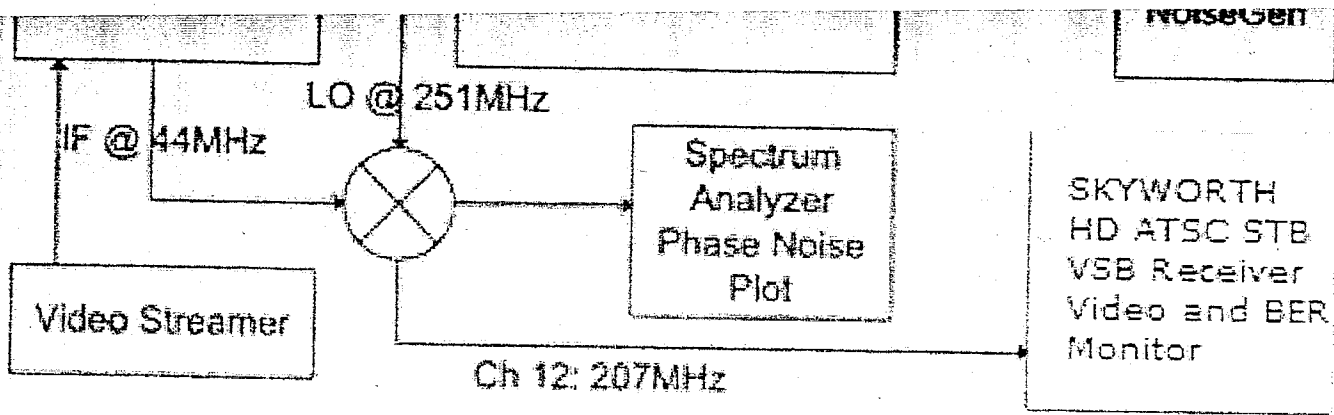 NoiseGen
LO @ 251MHz
IF @ 44MHz
Spectrum
Analyzer
Phase Noise
Plot
SKYWORTH
HD ATSC STB
VSB Receiver
Video and BER
Monitor
Video Streamer
Ch 12: 207MHz